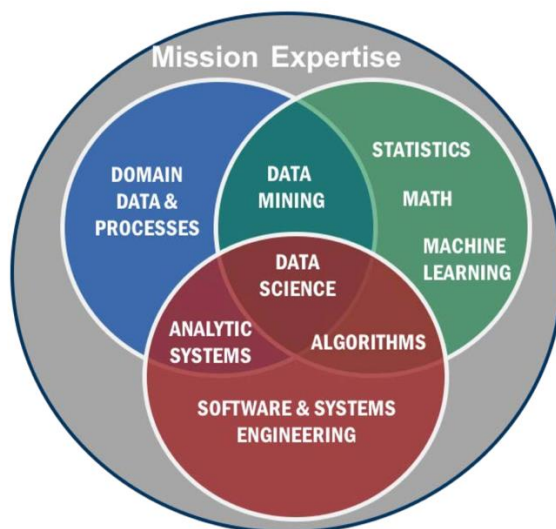 Mission Expertise
DOMAIN
DATA &
PROCESSES
DATA
MINING
STATISTICS
MATH
MACHINE
LEARNING
DATA
SCIENCE
ANALYTIC
SYSTEMS
ALGORITHMS
SOFTWARE & SYSTEMS
ENGINEERING